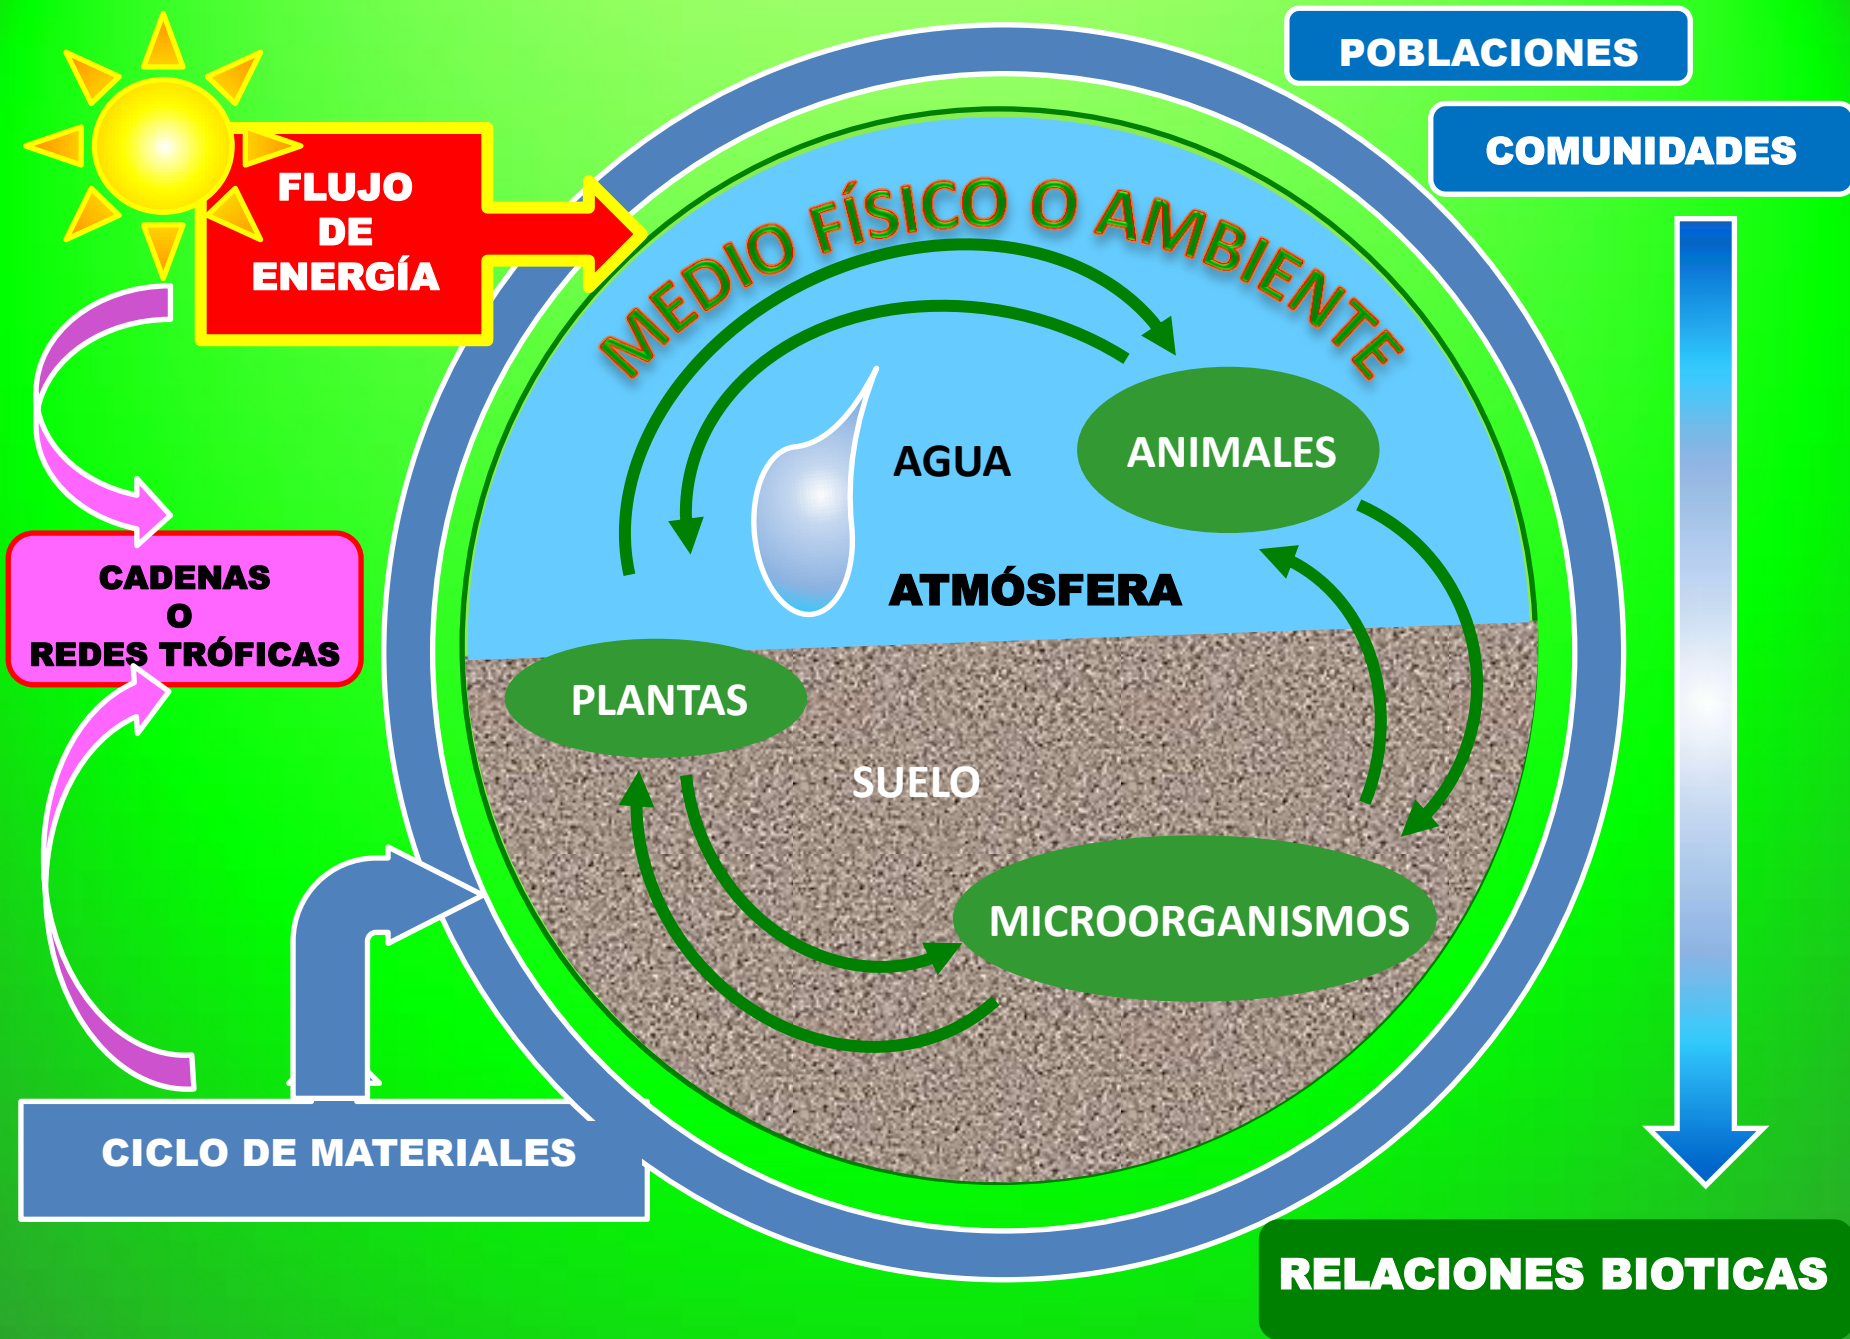 POBLACIONES
COMUNIDADES
FLUJO
DE
ENERGÍA
MEDIO FÍSICO O AMBIENTE
AGUA
ANIMALES
ATMÓSFERA
CADENAS
O
REDES TRÓFICAS
PLANTAS
SUELO
MICROORGANISMOS
CICLO DE MATERIALES
RELACIONES BIOTICAS